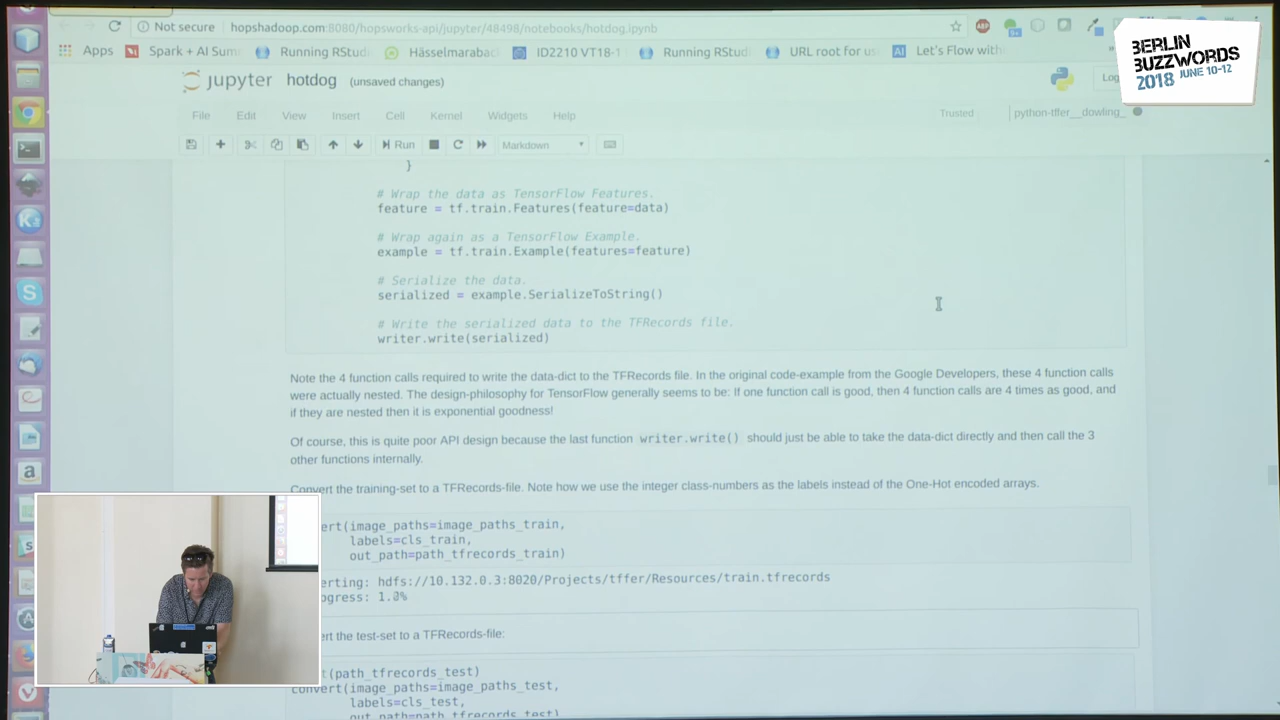 Not secure hopshadoop.com:8080/hopsworks-api/jupyter/48498/notebooks/hotdog.ipynb
Apps Spark + AI Sum Running RStudi Hässelmaraba ID2210 VT18-1 Running RStudi URL root for us Let's Flow with
BERLIN
BUZZWORDS
2018 JUNE 10-12
jupyter hotdog (unsaved changes)
File Edit View Insert Cell Kernel Widgets Help Trusted python-tffer__dowling_
Run Markdown
}
# Wrap the data as TensorFlow Features.
feature = tf.train.Features(feature=data)
# Wrap again as a TensorFlow Example.
example = tf.train.Example(features=feature)
# Serialize the data.
serialized = example.SerializeToString()
# Write the serialized data to the TFRecords file.
writer.write(serialized)
Note the 4 function calls required to write the data-dict to the TFRecords file. In the original code-example from the Google Developers, these 4 function calls
were actually nested. The design-philosophy for TensorFlow generally seems to be: If one function call is good, then 4 function calls are 4 times as good, and
if they are nested then it is exponential goodness!
Of course, this is quite poor API design because the last function writer.write() should just be able to take the data-dict directly and then call the 3
other functions internally.
Convert the training-set to a TFRecords-file. Note how we use the integer class-numbers as the labels instead of the One-Hot encoded arrays.
ert(image_paths=image_paths_train,
labels=cls_train,
out_path=path_tfrecords_train)
erting: hdfs://10.132.0.3:8020/Projects/tffer/Resources/train.tfrecords
ogress: 1.0%
ert the test-set to a TFRecords-file:
t(path_tfrecords_test)
convert(image_paths=image_paths_test,
labels=cls_test,
out_path=path_tfrecords_test)